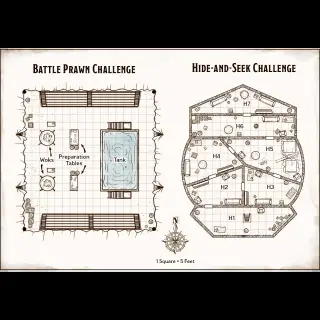 BATTLE PRAWN CHALLENGE
HIDE-AND-SEEK CHALLENGE
Woks
Preparation
Tables
Tank
H7
H6
H4
H5
H3
H2
H1
N
1 Square = 5 Feet